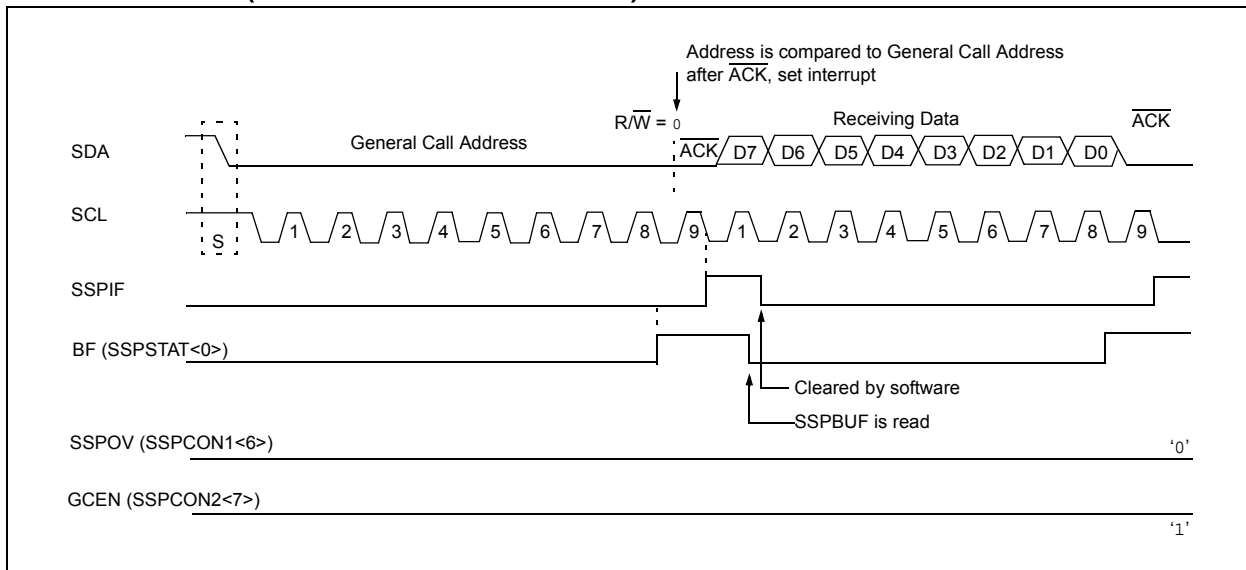 Address is compared to General Call Address
after ACK, set interrupt
R/W = 0
Receiving Data
ACK
SDA
General Call Address
ACK
D7 D6 D5 D4 D3 D2 D1 D0
SCL
S
1 2 3 4 5 6 7 8 9 1 2 3 4 5 6 7 8 9
SSPIF
BF (SSPSTAT<0>)
Cleared by software
SSPBUF is read
SSPOV (SSPCON1<6>)
‘0’
GCEN (SSPCON2<7>)
‘1’